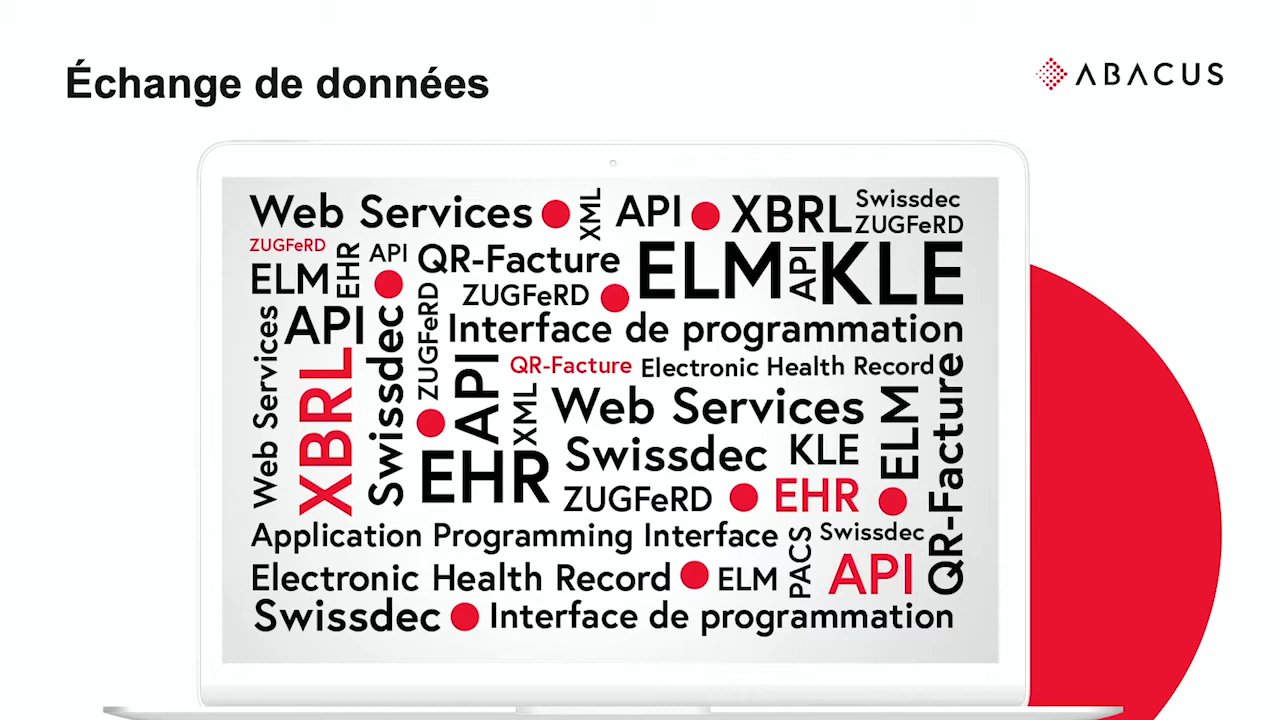 Échange de données
ABACUS
Web Services
XML
API
XBRL
Swissdec
ZUGFeRD
ZUGFeRD
EHR
API
QR-Facture
ELM
API
KLE
ELM
ZUGFeRD
Web Services
API
Swissdec
ZUGFeRD
Interface de programmation
XBRL
API
QR-Facture
Electronic Health Record
QR-Facture
XML
Web Services
ELM
Swissdec
KLE
EHR
ZUGFeRD
EHR
Application Programming Interface
PACS
Swissdec
Electronic Health Record
ELM
API
Swissdec
Interface de programmation